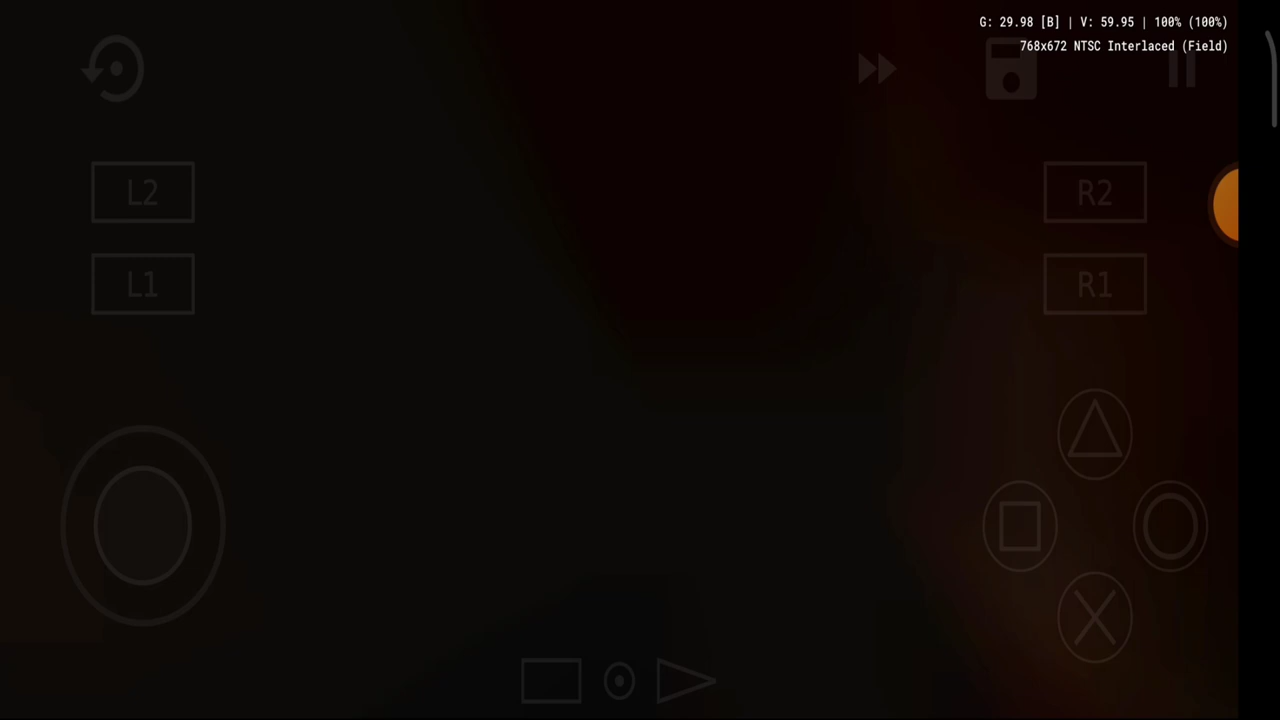 G: 29.98 [B] | V: 59.95 | 100% (100%)
768x672 NTSC Interlaced (Field)
L2
R2
L1
R1